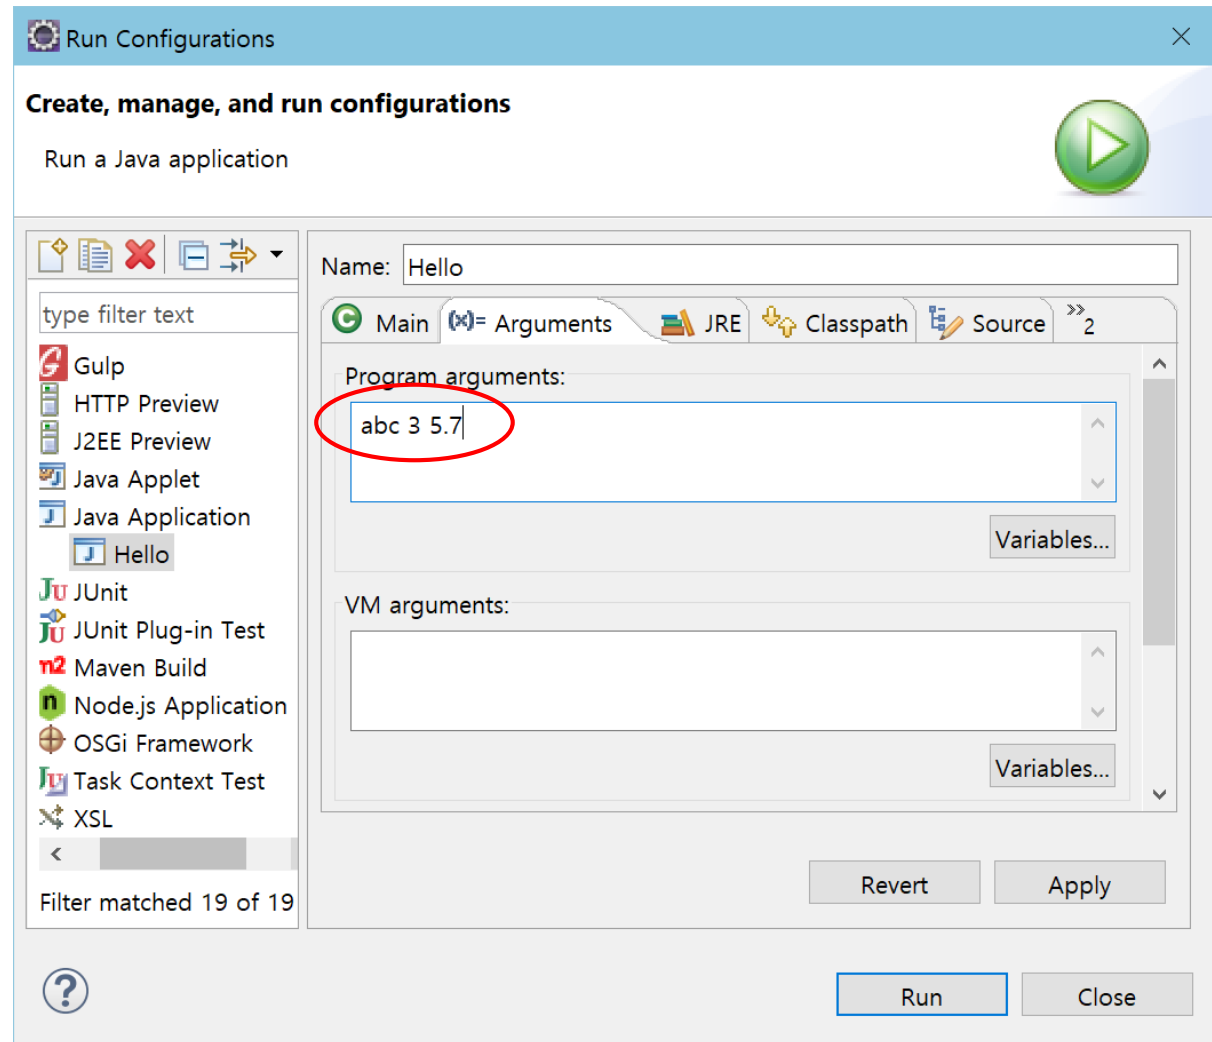 Run Configurations
Create, manage, and run configurations
Run a Java application
type filter text
Gulp
HTTP Preview
J2EE Preview
Java Applet
Java Application
Hello
JUnit
JUnit Plug-in Test
Maven Build
Node.js Application
OSGi Framework
Task Context Test
XSL
Filter matched 19 of 19
Name: Hello
Main (x)= Arguments JRE Classpath Source »2
Program arguments:
abc 3 5.7
Variables...
VM arguments:
Variables...
Revert Apply
Run Close